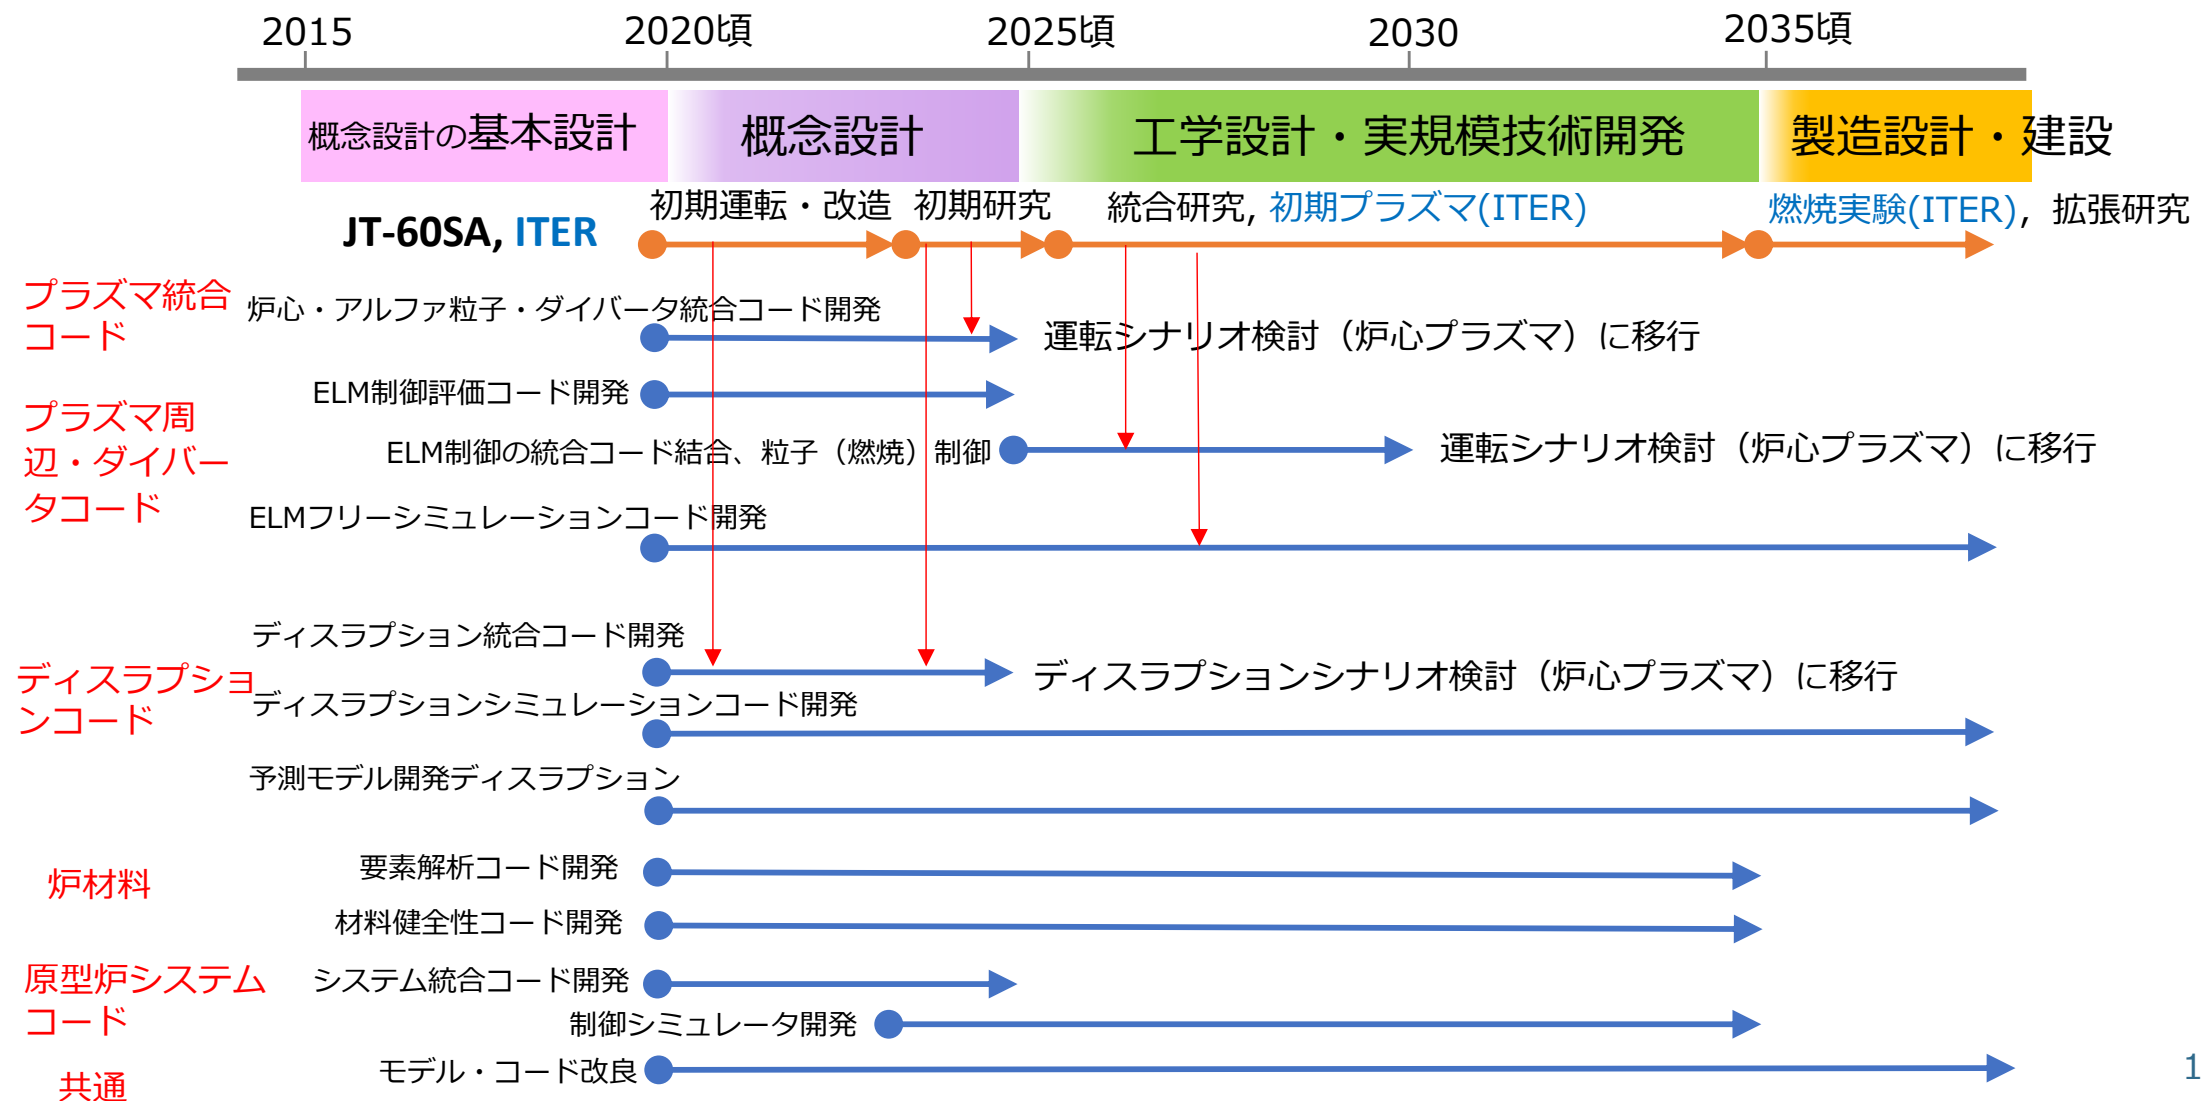 2015
2020頃
2025頃
2030
2035頃
概念設計の基本設計
概念設計
工学設計・実規模技術開発
製造設計・建設
JT-60SA, ITER
初期運転・改造
初期研究
統合研究, 初期プラズマ(ITER)
燃焼実験(ITER), 拡張研究
プラズマ統合
コード
炉心・アルファ粒子・ダイバータ統合コード開発
運転シナリオ検討（炉心プラズマ）に移行
プラズマ周
辺・ダイバー
タコード
ELM制御評価コード開発
ELM制御の統合コード結合、粒子（燃焼）制御
運転シナリオ検討（炉心プラズマ）に移行
ELMフリーシミュレーションコード開発
ディスラプショ
ンコード
ディスラプション統合コード開発
ディスラプションシナリオ検討（炉心プラズマ）に移行
ディスラプションシミュレーションコード開発
予測モデル開発ディスラプション
炉材料
要素解析コード開発
材料健全性コード開発
原型炉システム
コード
システム統合コード開発
制御シミュレータ開発
共通
モデル・コード改良
1